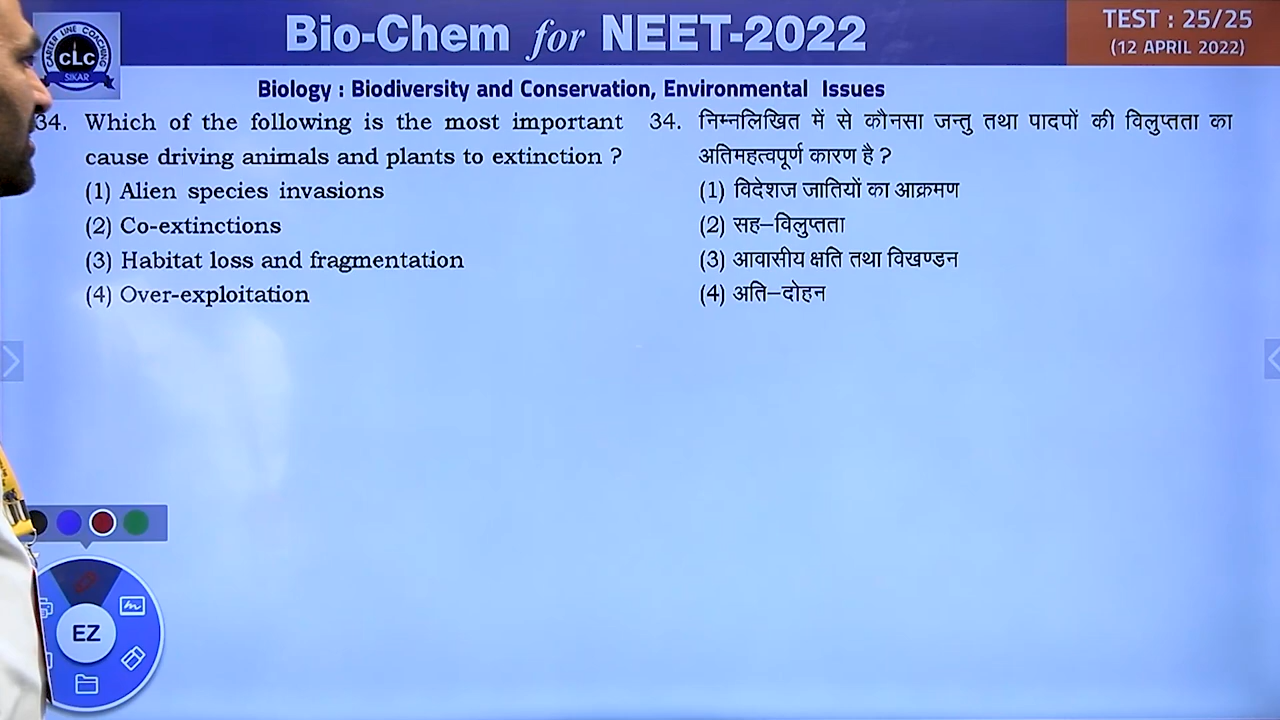 CAREER LINE COACHING
CLC
SIKAR
Bio-Chem for NEET-2022
TEST : 25/25
(12 APRIL 2022)
Biology : Biodiversity and Conservation, Environmental Issues
34. Which of the following is the most important
cause driving animals and plants to extinction ?
(1) Alien species invasions
(2) Co-extinctions
(3) Habitat loss and fragmentation
(4) Over-exploitation
34. निम्नलिखित में से कौनसा जन्तु तथा पादपों की विलुप्तता का
अतिमहत्वपूर्ण कारण है ?
(1) विदेशज जातियों का आक्रमण
(2) सह–विलुप्तता
(3) आवासीय क्षति तथा विखण्डन
(4) अति–दोहन
EZ